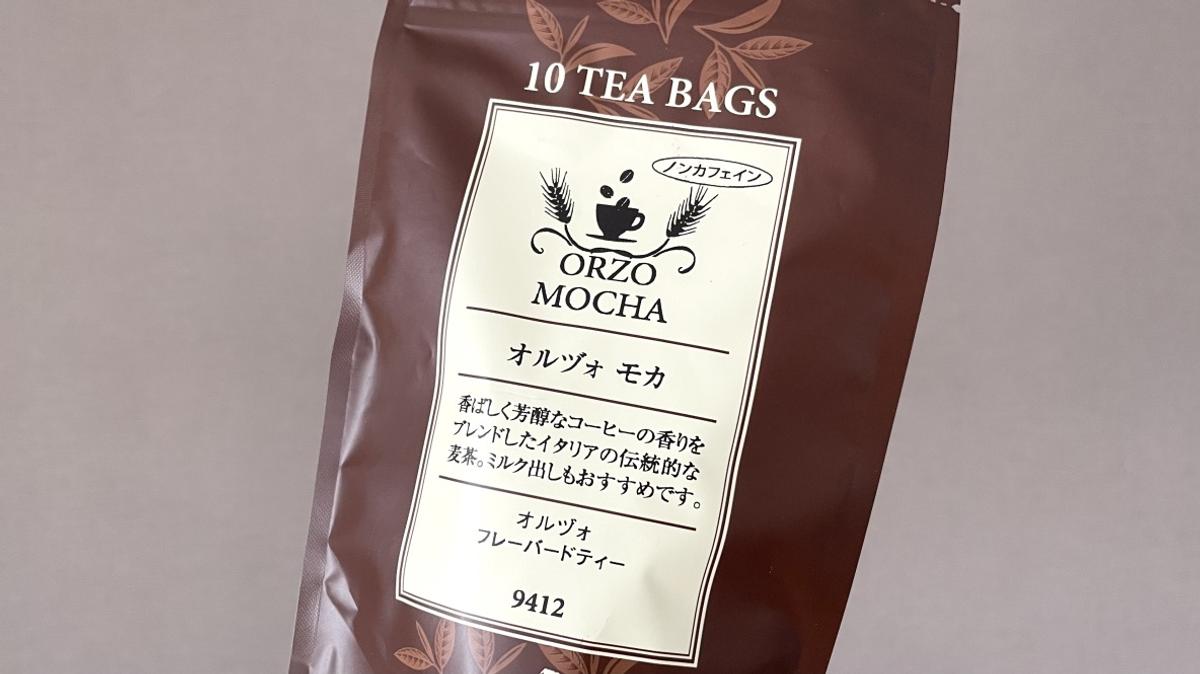 10 TEA BAGS
ノンカフェイン
ORZO
MOCHA
オルヅォ モカ
香ばしく芳醇なコーヒーの香りを
ブレンドしたイタリアの伝統的な
麦茶。ミルク出しもおすすめです。
オルヅォ
フレーバードティー
9412